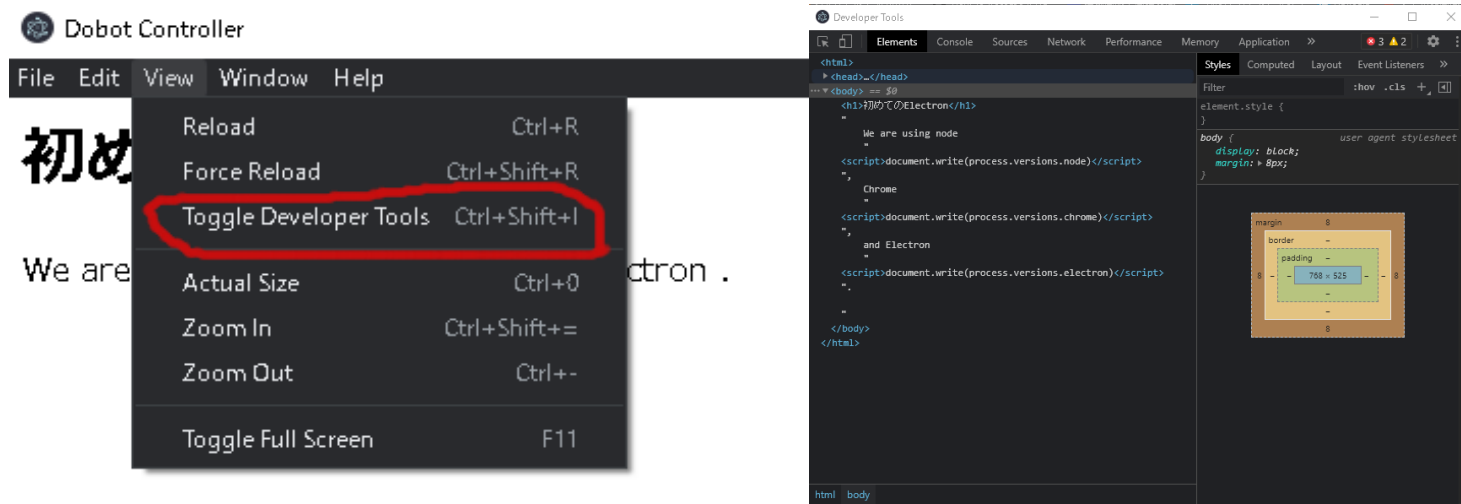 Dobot Controller
File Edit View Window Help
初め
Reload Ctrl+R
Force Reload Ctrl+Shift+R
Toggle Developer Tools Ctrl+Shift+I
We are
ctron .
Actual Size Ctrl+0
Zoom In Ctrl+Shift+=
Zoom Out Ctrl+-
Toggle Full Screen F11
Developer Tools
Elements Console Sources Network Performance Memory Application » 3 2
<html>
<head>…</head>
<body> == $0
<h1>初めてのElectron</h1>
"
We are using node
"
<script>document.write(process.versions.node)</script>
",
Chrome
"
<script>document.write(process.versions.chrome)</script>
",
and Electron
"
<script>document.write(process.versions.electron)</script>
".
"
</body>
</html>
html body
Styles Computed Layout Event Listeners »
Filter :hov .cls +
element.style {
}
body { user agent stylesheet
display: block;
margin: 8px;
}
margin 8
border –
padding –
8 – – 768 × 525 – – 8
–
–
8